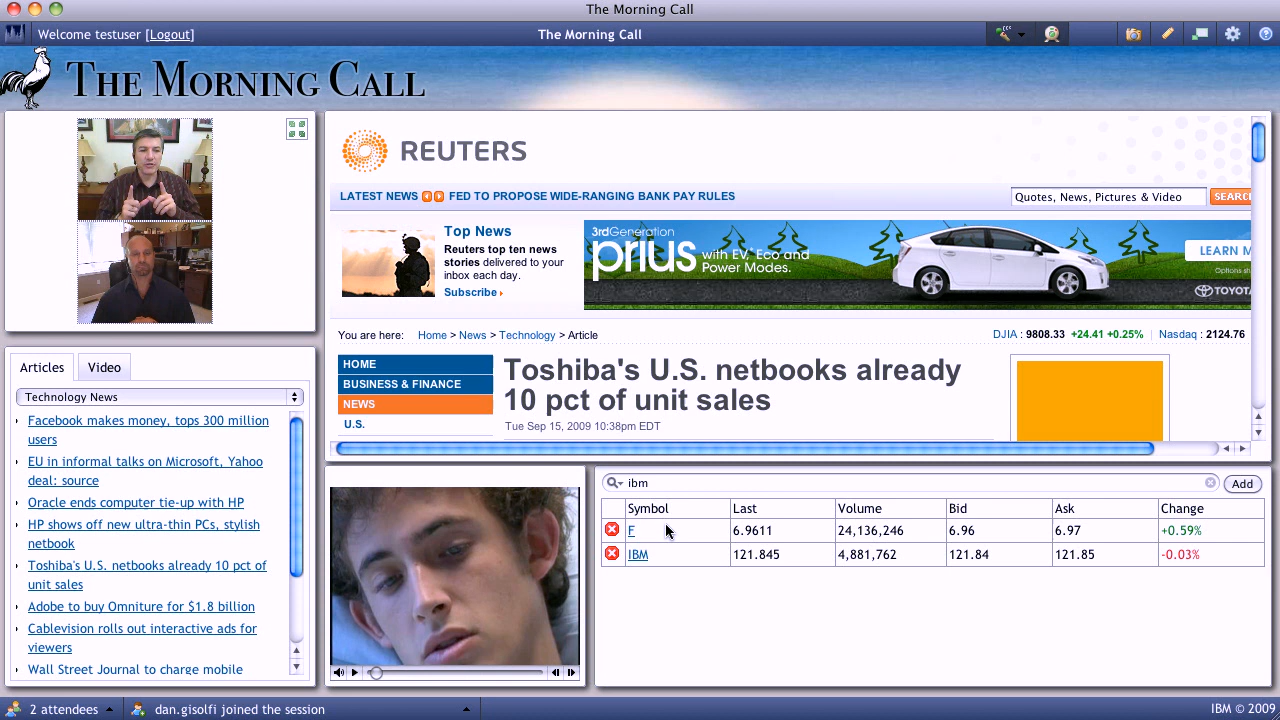 The Morning Call
Welcome testuser [Logout]
The Morning Call
THE MORNING CALL
REUTERS
LATEST NEWS
FED TO PROPOSE WIDE-RANGING BANK PAY RULES
Quotes, News, Pictures & Video
SEARC
Top News
Reuters top ten news
stories delivered to your
inbox each day.
Subscribe
3rdGeneration
prius with EV,* Eco and
Power Modes.
LEARN M
Options sh
TOYOT
You are here:
Home > News > Technology > Article
DJIA : 9808.33 +24.41 +0.25% | Nasdaq : 2124.76
HOME
BUSINESS & FINANCE
NEWS
U.S.
Toshiba's U.S. netbooks already
10 pct of unit sales
Tue Sep 15, 2009 10:38pm EDT
Articles
Video
Technology News
Facebook makes money, tops 300 million
users
EU in informal talks on Microsoft, Yahoo
deal: source
Oracle ends computer tie-up with HP
HP shows off new ultra-thin PCs, stylish
netbook
Toshiba's U.S. netbooks already 10 pct of
unit sales
Adobe to buy Omniture for $1.8 billion
Cablevision rolls out interactive ads for
viewers
Wall Street Journal to charge mobile
ibm
Add
Symbol Last Volume Bid Ask Change
F 6.9611 24,136,246 6.96 6.97 +0.59%
IBM 121.845 4,881,762 121.84 121.85 -0.03%
2 attendees
dan.gisolfi joined the session
IBM © 2009